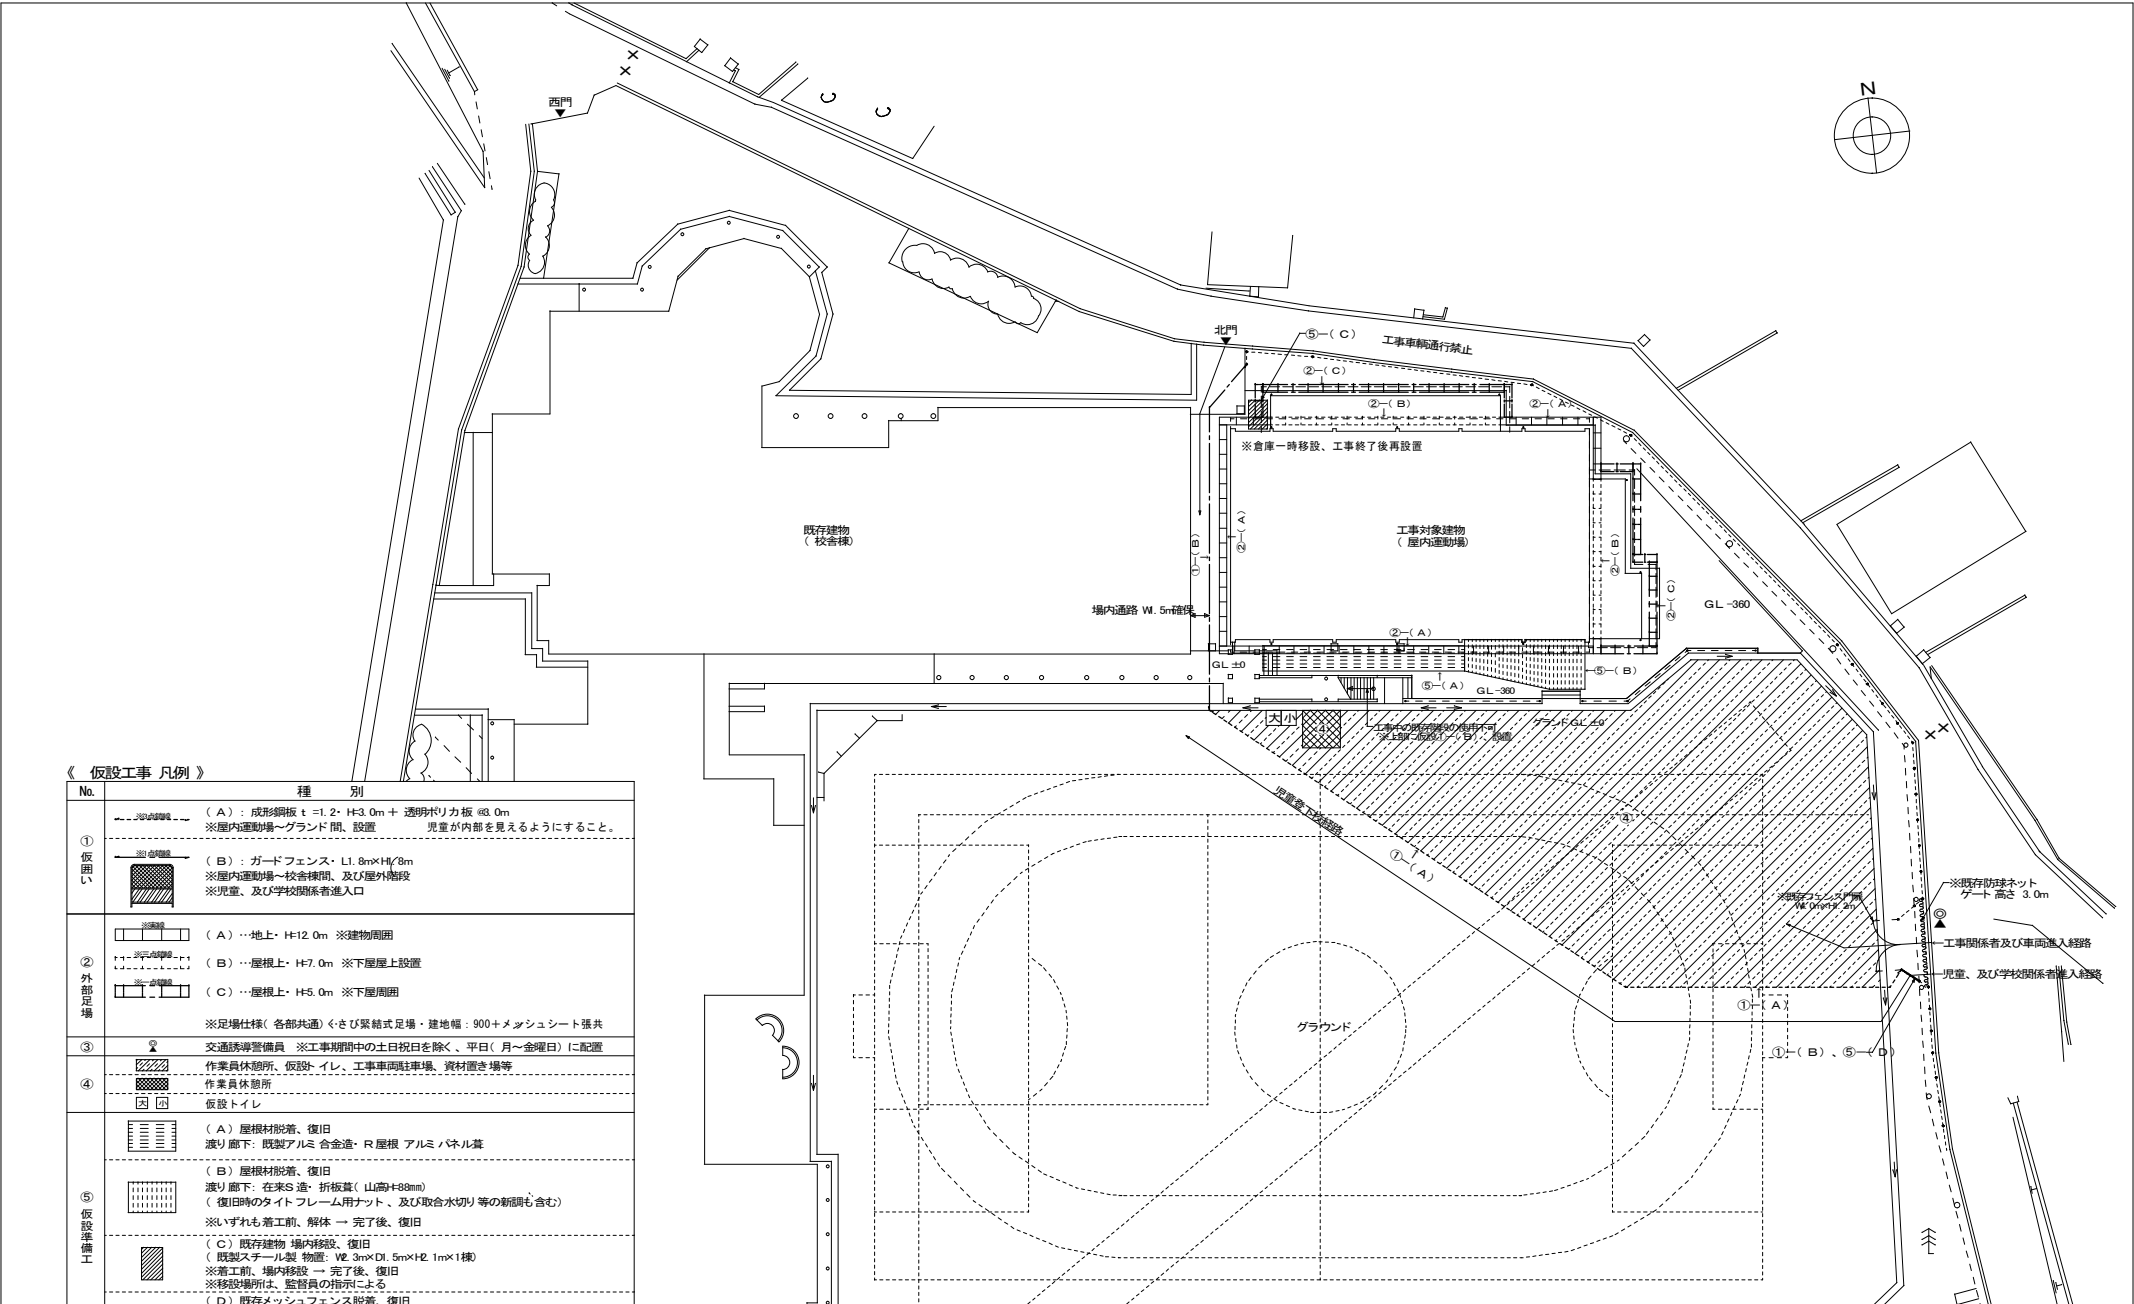 N
西門
北門
⑤―( C )
工事車輌通行禁止
②―( C )
②―( B )
②―( A )
※倉庫一時移設、工事終了後再設置
既存建物
( 校舎棟)
工事対象建物
( 屋内運動場)
①―( B )
②―( A )
②―( B )
②―( C )
場内通路 W1.5m確保
GL -360
②―( A )
GL ±0
⑤―( A )
⑤―( B )
GL -360
大 小
④
工事中の既存階段の使用不可
グランドGL ±0
児童登下校経路
④
①―( A )
※既存防球ネット
ゲート 高さ 3.0m
※既存フェンス門扉
工事関係者及び車両進入経路
児童、及び学校関係者進入経路
①―( A )
グラウンド
①―( B ) 、⑤―( D )
《 仮設工事 凡例 》
No. 種 別
① 仮囲い
( A ) : 成形鋼板 t =1.2・ H=3.0m ＋ 透明ポリカ板 @3.0m
※屋内運動場～グランド間、設置 児童が内部を見えるようにすること。
( B ) : ガードフェンス・ L1.8m×H1.8m
※屋内運動場～校舎棟間、及び屋外階段
※児童、及び学校関係者進入口
② 外部足場
※実線
( A ) …地上・ H=12.0m ※建物周囲
( B ) …屋根上・ H=7.0m ※下屋屋上設置
( C ) …屋根上・ H=5.0m ※下屋周囲
※足場仕様( 各部共通) くさび緊結式足場・建地幅 : 900＋メッシュシート張共
③ 交通誘導警備員 ※工事期間中の土日祝日を除く、平日( 月～金曜日) に配置
④ 作業員休憩所、仮設トイレ、工事車両駐車場、資材置き場等
作業員休憩所
大 小 仮設トイレ
⑤ 仮設準備工
( A ) 屋根材脱着、復旧
渡り廊下: 既製アルミ合金造・ R屋根 アルミパネル葺
( B ) 屋根材脱着、復旧
渡り廊下: 在来S造・ 折板葺( 山高H=88mm)
( 復旧時のタイトフレーム用ナット、及び取合水切り等の新調も含む)
※いずれも着工前、解体 → 完了後、復旧
( C ) 既存建物 場内移設、復旧
( 既製スチール製 物置: W2.3m×D1.5m×H2.1m×1棟)
※着工前、場内移設 → 完了後、復旧
※移設場所は、監督員の指示による
( D ) 既存メッシュフェンス脱着、復旧